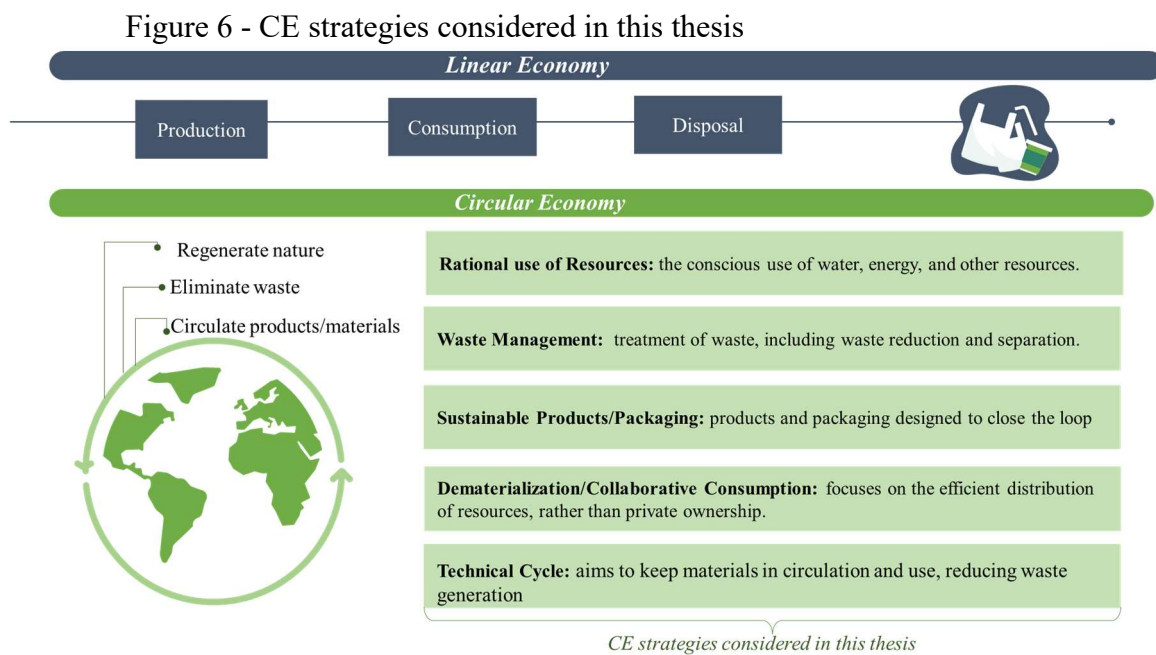 Figure 6 - CE strategies considered in this thesis
Linear Economy
Production
Consumption
Disposal
Circular Economy
Regenerate nature
Eliminate waste
Circulate products/materials
Rational use of Resources: the conscious use of water, energy, and other resources.
Waste Management: treatment of waste, including waste reduction and separation.
Sustainable Products/Packaging: products and packaging designed to close the loop
Dematerialization/Collaborative Consumption: focuses on the efficient distribution
of resources, rather than private ownership.
Technical Cycle: aims to keep materials in circulation and use, reducing waste
generation
CE strategies considered in this thesis